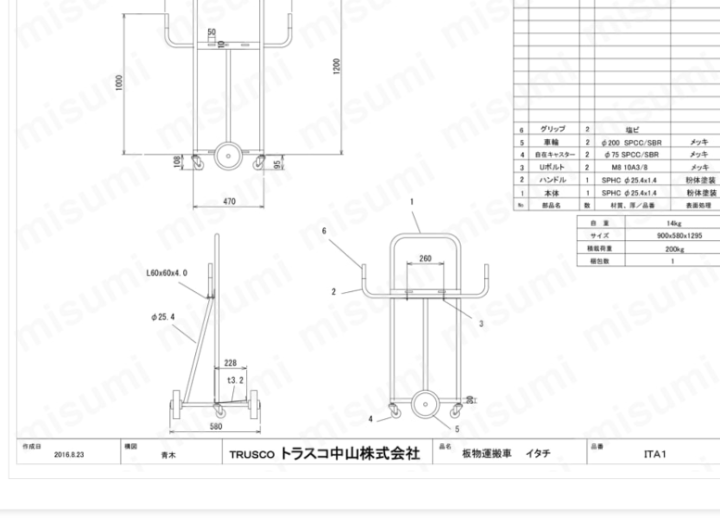 50
10
1000
1200
108
95
470
6 グリップ 2 塩ビ
5 車輪 2 φ200 SPCC/SBR メッキ
4 自在キャスター 2 φ75 SPCC/SBR メッキ
3 Uボルト 2 M8 10A3/8 メッキ
2 ハンドル 1 SPHC φ25.4x1.4 粉体塗装
1 本体 1 SPHC φ25.4x1.4 粉体塗装
No 部品名 数 材質、厚/品番 表面処理
自重 14kg
サイズ 900x580x1295
積載荷重 200kg
梱包数 1
1
6
260
L60x60x4.0
2
φ25.4
3
228
t3.2
30
580
4
5
作成日 2016.8.23
検図 青木
TRUSCO トラスコ中山株式会社
品名 板物運搬車 イタチ
品番 ITA1
misumi